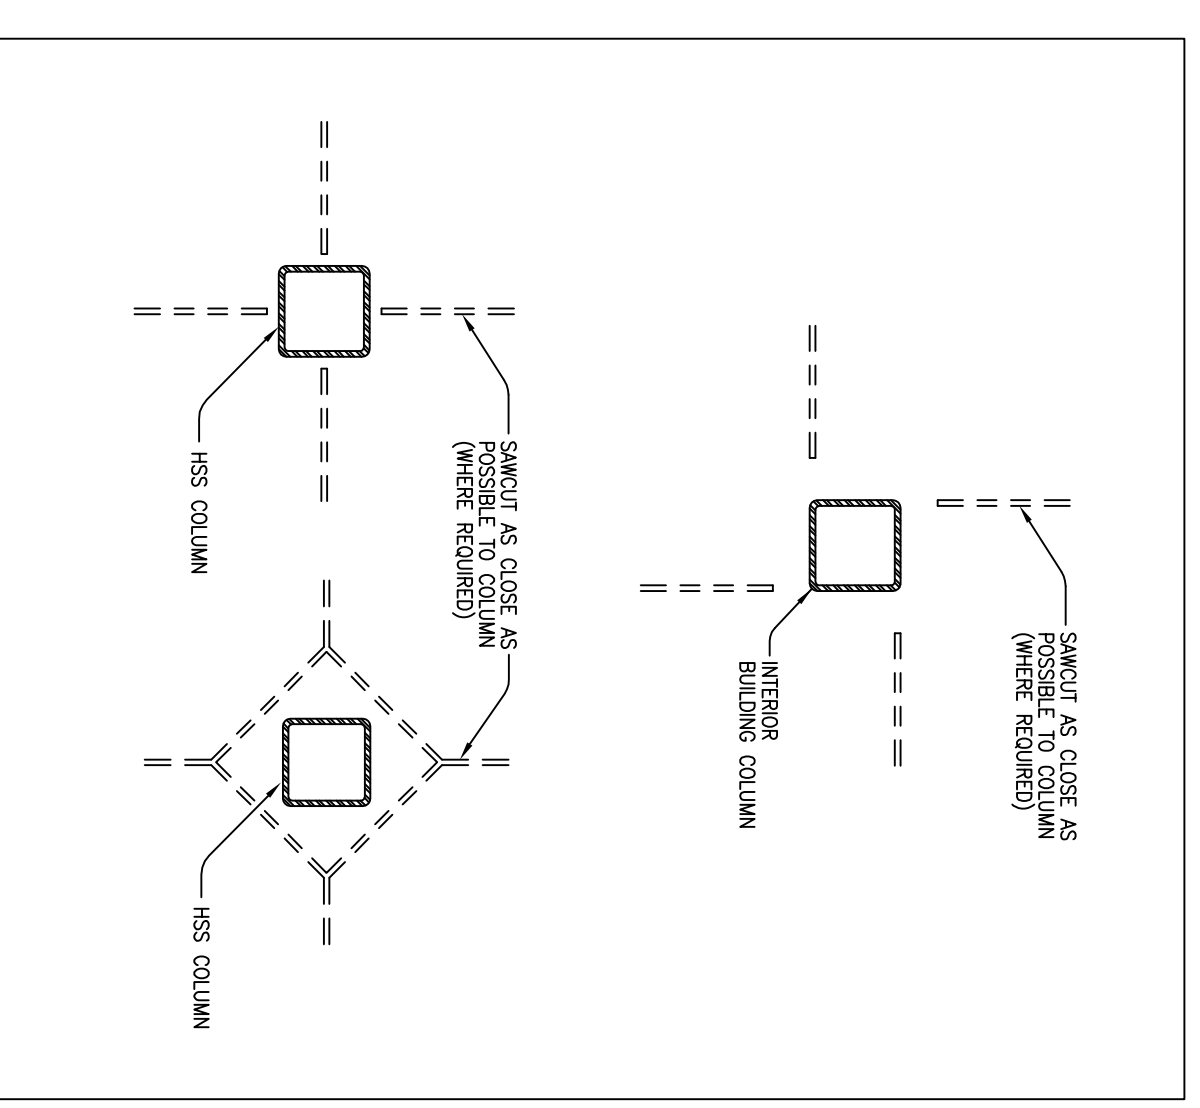 SAWCUT AS CLOSE AS
POSSIBLE TO COLUMN
(WHERE REQUIRED)
INTERIOR
BUILDING COLUMN
SAWCUT AS CLOSE AS
POSSIBLE TO COLUMN
(WHERE REQUIRED)
HSS COLUMN
HSS COLUMN